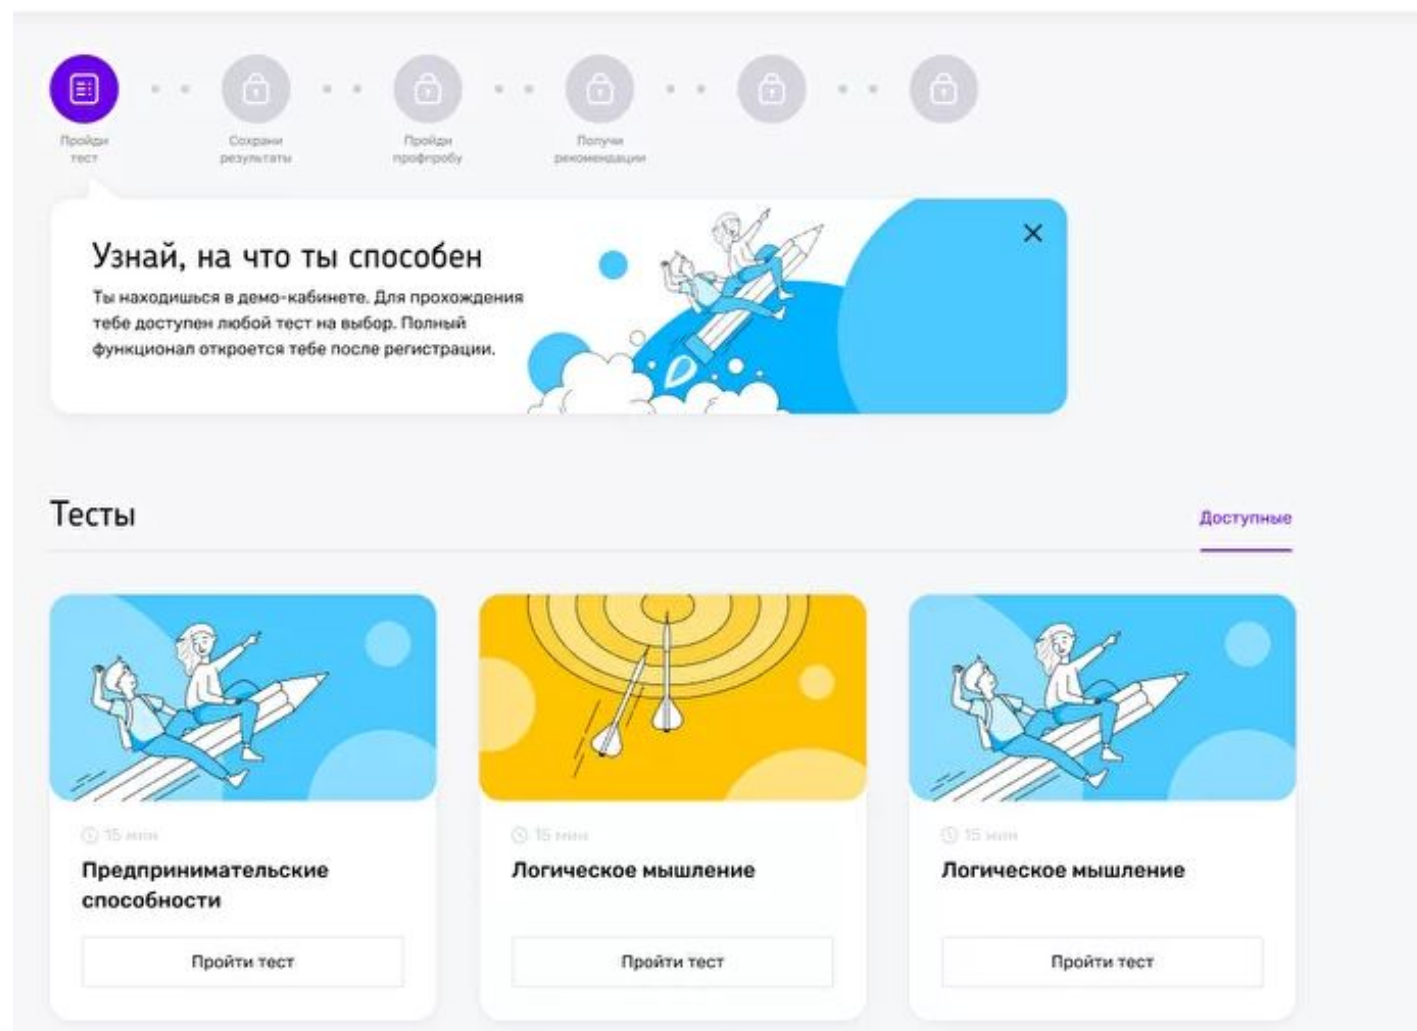 Пройди
тест
Сохрани
результаты
Пройди
профпробу
Получи
рекомендации
Узнай, на что ты способен
Ты находишься в демо-кабинете. Для прохождения
тебе доступен любой тест на выбор. Полный
функционал откроется тебе после регистрации.
Тесты
Доступные
15 мин
Предпринимательские
способности
Пройти тест
15 мин
Логическое мышление
Пройти тест
15 мин
Логическое мышление
Пройти тест